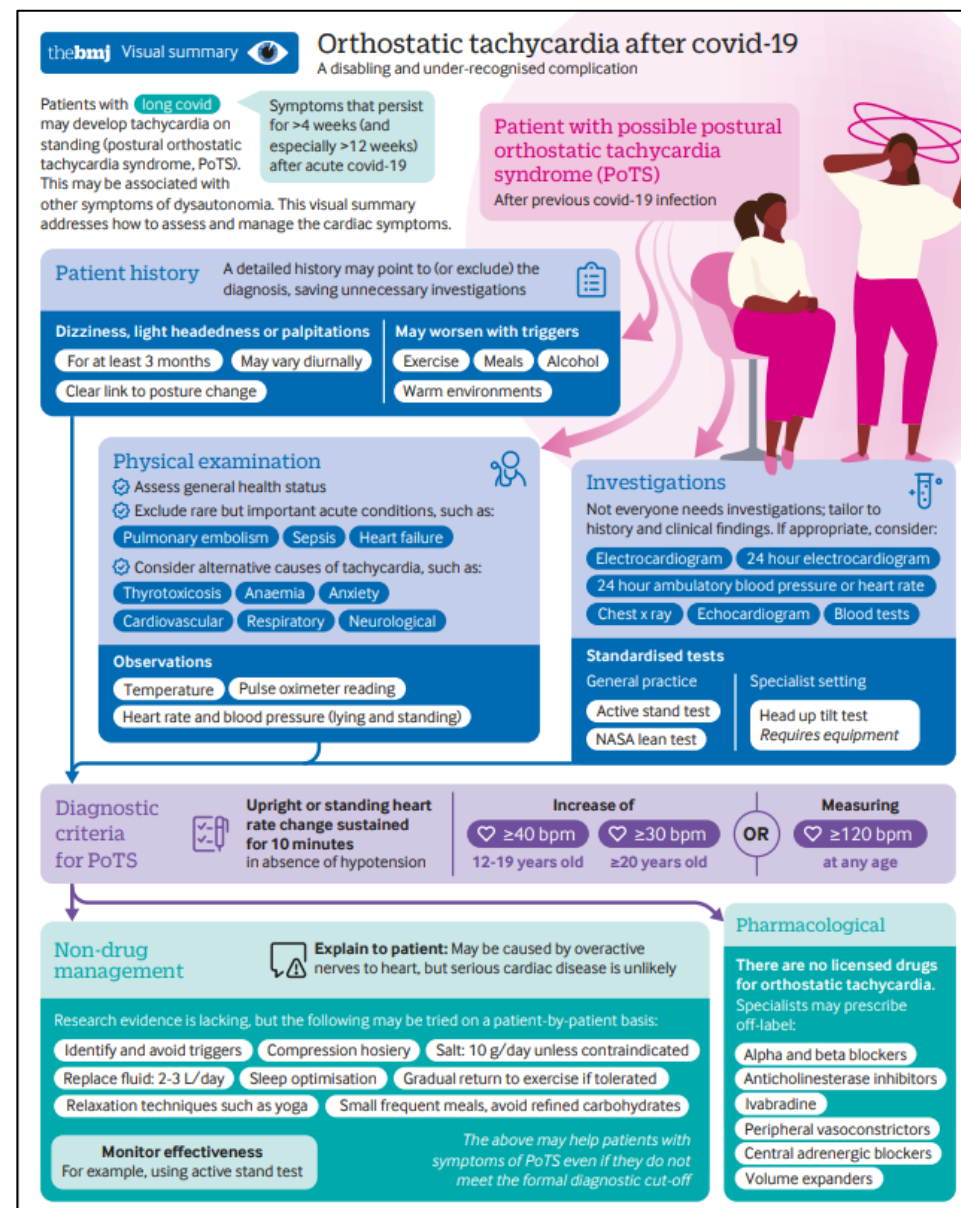 thebmj Visual summary
Orthostatic tachycardia after covid-19
A disabling and under-recognised complication
Patients with long covid
may develop tachycardia on
standing (postural orthostatic
tachycardia syndrome, PoTS).
This may be associated with
other symptoms of dysautonomia. This visual summary
addresses how to assess and manage the cardiac symptoms.
Symptoms that persist
for >4 weeks (and
especially >12 weeks)
after acute covid-19
Patient with possible postural
orthostatic tachycardia
syndrome (PoTS)
After previous covid-19 infection
Patient history
A detailed history may point to (or exclude) the
diagnosis, saving unnecessary investigations
Dizziness, light headedness or palpitations
For at least 3 months
May vary diurnally
Clear link to posture change
May worsen with triggers
Exercise
Meals
Alcohol
Warm environments
Physical examination
Assess general health status
Exclude rare but important acute conditions, such as:
Pulmonary embolism
Sepsis
Heart failure
Consider alternative causes of tachycardia, such as:
Thyrotoxicosis
Anaemia
Anxiety
Cardiovascular
Respiratory
Neurological
Observations
Temperature
Pulse oximeter reading
Heart rate and blood pressure (lying and standing)
Investigations
Not everyone needs investigations; tailor to
history and clinical findings. If appropriate, consider:
Electrocardiogram
24 hour electrocardiogram
24 hour ambulatory blood pressure or heart rate
Chest x ray
Echocardiogram
Blood tests
Standardised tests
General practice
Active stand test
NASA lean test
Specialist setting
Head up tilt test
Requires equipment
Diagnostic
criteria
for PoTS
Upright or standing heart
rate change sustained
for 10 minutes
in absence of hypotension
Increase of
≥40 bpm
12-19 years old
≥30 bpm
≥20 years old
OR
Measuring
≥120 bpm
at any age
Non-drug
management
Explain to patient: May be caused by overactive
nerves to heart, but serious cardiac disease is unlikely
Research evidence is lacking, but the following may be tried on a patient-by-patient basis:
Identify and avoid triggers
Compression hosiery
Salt: 10 g/day unless contraindicated
Replace fluid: 2-3 L/day
Sleep optimisation
Gradual return to exercise if tolerated
Relaxation techniques such as yoga
Small frequent meals, avoid refined carbohydrates
Monitor effectiveness
For example, using active stand test
The above may help patients with
symptoms of PoTS even if they do not
meet the formal diagnostic cut-off
Pharmacological
There are no licensed drugs
for orthostatic tachycardia.
Specialists may prescribe
off-label:
Alpha and beta blockers
Anticholinesterase inhibitors
Ivabradine
Peripheral vasoconstrictors
Central adrenergic blockers
Volume expanders